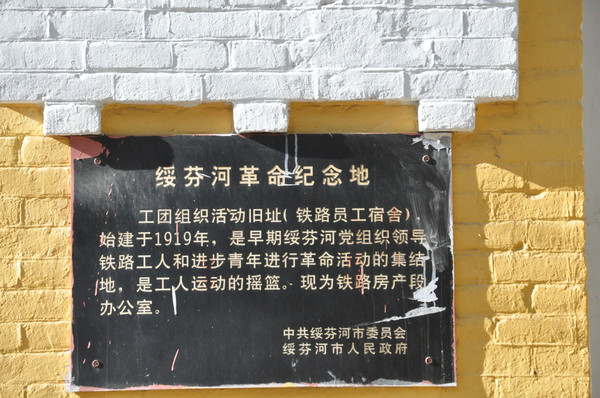 绥芬河革命纪念地
工团组织活动旧址(铁路员工宿舍)
始建于1919年,是早期绥芬河党组织领导
铁路工人和进步青年进行革命活动的集结
地,是工人运动的摇篮。现为铁路房产段
办公室。
中共绥芬河市委员会
绥芬河市人民政府